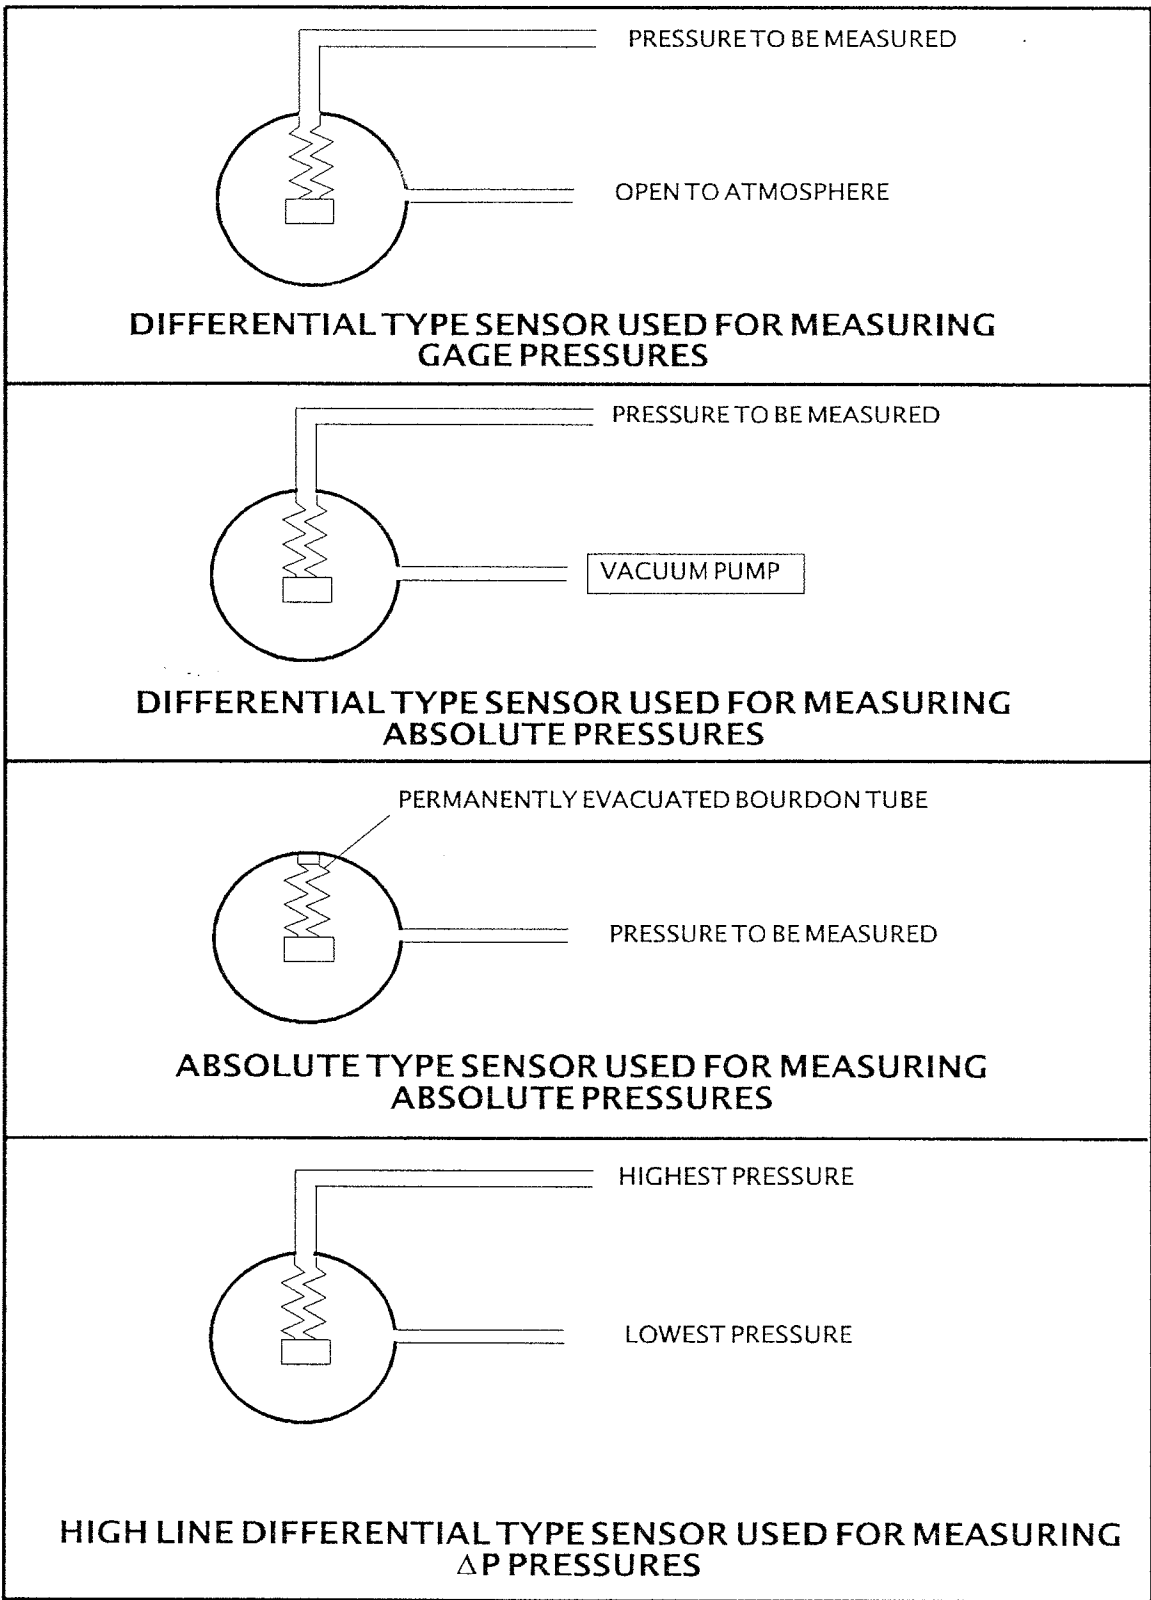 PRESSURE TO BE MEASURED
OPEN TO ATMOSPHERE
DIFFERENTIAL TYPE SENSOR USED FOR MEASURING
GAGE PRESSURES
PRESSURE TO BE MEASURED
VACUUM PUMP
DIFFERENTIAL TYPE SENSOR USED FOR MEASURING
ABSOLUTE PRESSURES
PERMANENTLY EVACUATED BOURDON TUBE
PRESSURE TO BE MEASURED
ABSOLUTE TYPE SENSOR USED FOR MEASURING
ABSOLUTE PRESSURES
HIGHEST PRESSURE
LOWEST PRESSURE
HIGH LINE DIFFERENTIAL TYPE SENSOR USED FOR MEASURING
ΔP PRESSURES